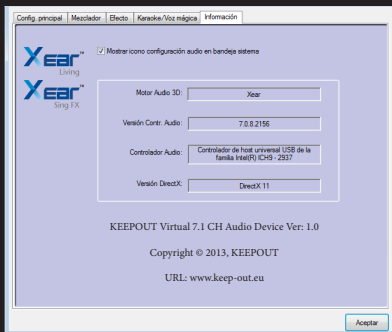 Config. principal Mezclador Efecto Karaoke/Voz mágica Información
Xear™
Living
Xear™
Sing FX
Mostrar icono configuración audio en bandeja sistema
Motor Audio 3D: Xear
Versión Contr. Audio: 7.0.8.2156
Controlador Audio: Controlador de host universal USB de la
familia Intel(R) ICH9 - 2937
Versión DirectX: DirectX 11
KEEPOUT Virtual 7.1 CH Audio Device Ver: 1.0
Copyright © 2013, KEEPOUT
URL: www.keep-out.eu
Aceptar